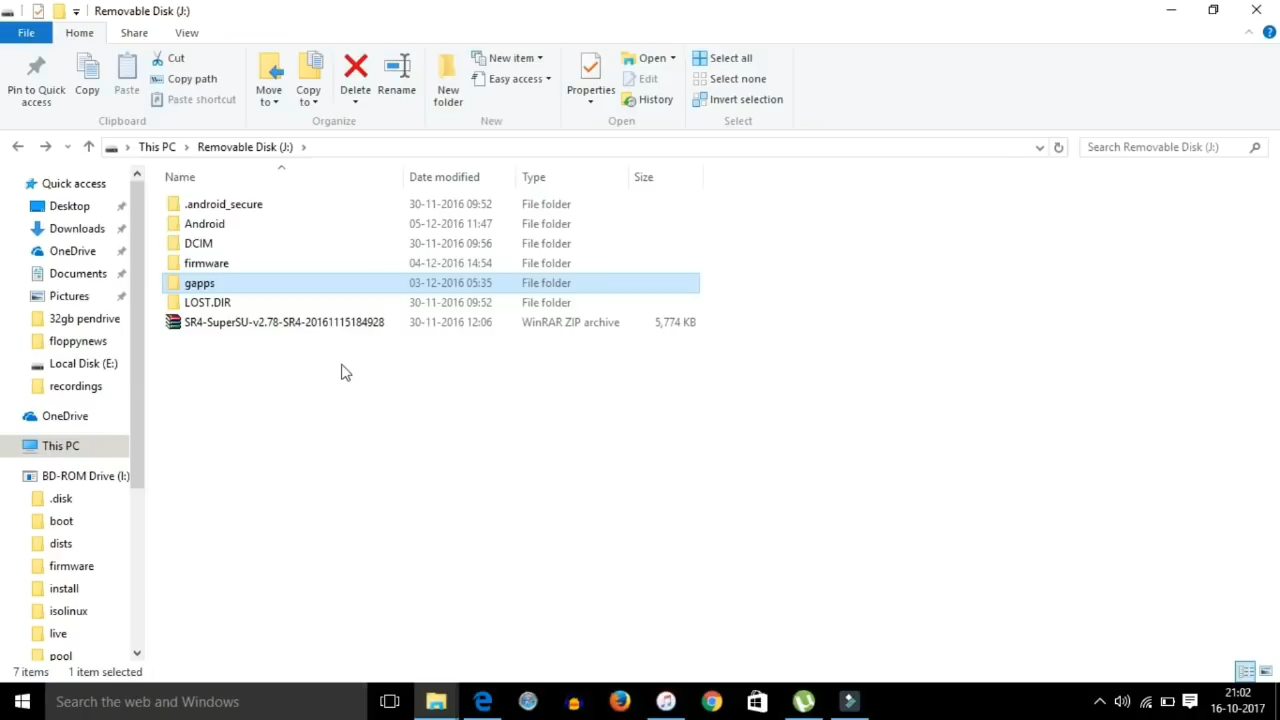 Removable Disk (J:)
File Home Share View
Pin to Quick access
Copy
Paste
Cut
Copy path
Paste shortcut
Clipboard
Move to
Copy to
Delete
Rename
Organize
New folder
New item
Easy access
New
Properties
Open
Edit
History
Open
Select all
Select none
Invert selection
Select
This PC Removable Disk (J:)
Search Removable Disk (J:)
Quick access
Desktop
Downloads
OneDrive
Documents
Pictures
32gb pendrive
floppynews
Local Disk (E:)
recordings
OneDrive
This PC
BD-ROM Drive (I:)
.disk
boot
dists
firmware
install
isolinux
live
pool
Name Date modified Type Size
.android_secure 30-11-2016 09:52 File folder
Android 05-12-2016 11:47 File folder
DCIM 30-11-2016 09:56 File folder
firmware 04-12-2016 14:54 File folder
gapps 03-12-2016 05:35 File folder
LOST.DIR 30-11-2016 09:52 File folder
SR4-SuperSU-v2.78-SR4-20161115184928 30-11-2016 12:06 WinRAR ZIP archive 5,774 KB
7 items 1 item selected
Search the web and Windows
21:02
16-10-2017